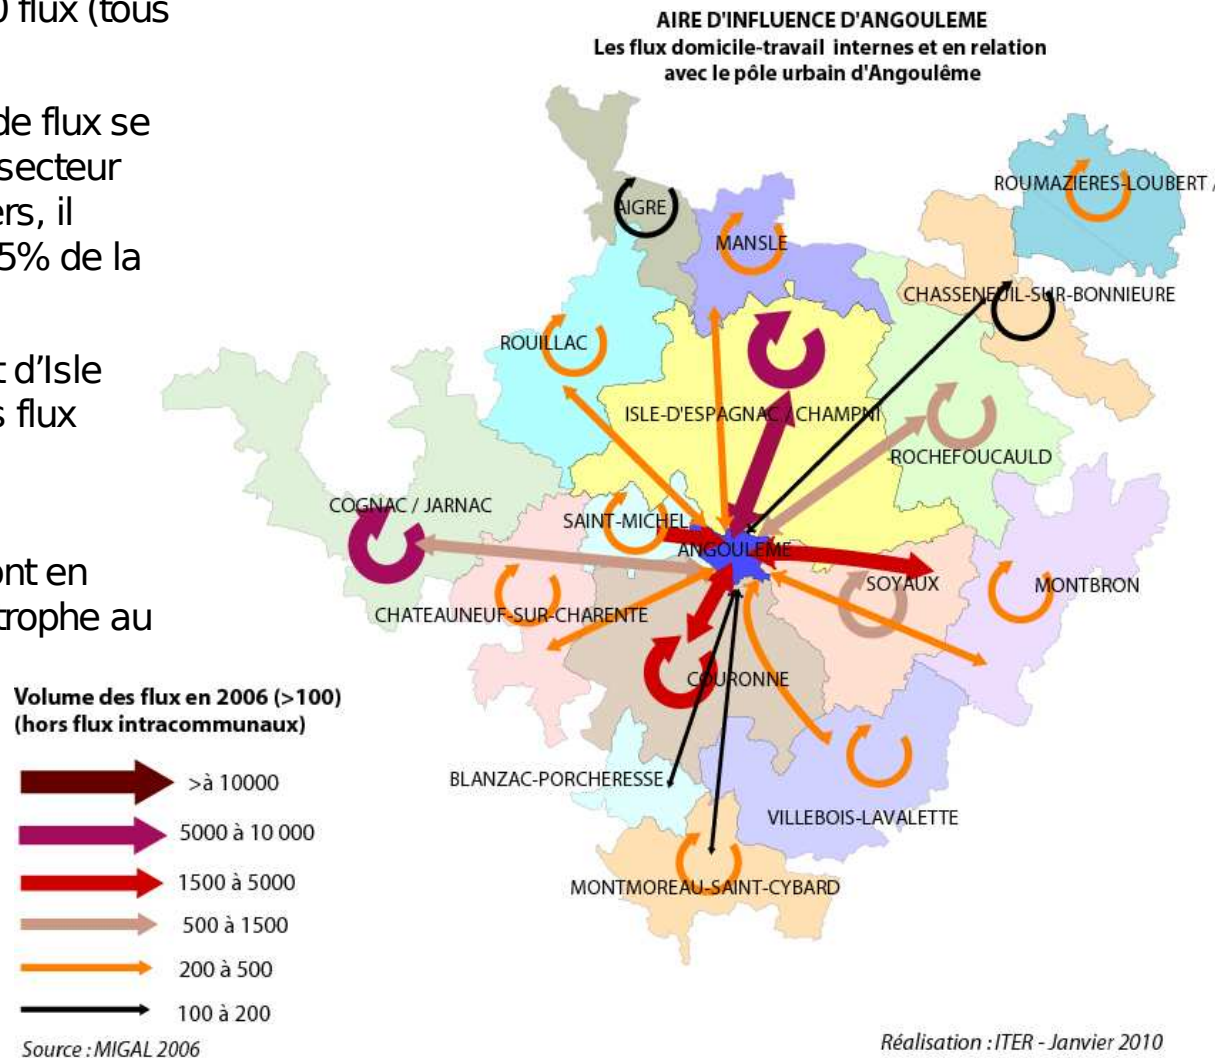 0 flux (tous
de flux se
secteur
ers, il
5% de la
t d’Isle
s flux
ont en
trophe au
AIRE D'INFLUENCE D'ANGOULEME
Les flux domicile-travail internes et en relation
avec le pôle urbain d'Angoulême
ROUMAZIERES-LOUBERT /
AIGRE
MANSLE
CHASSENEUIL-SUR-BONNIEURE
ROUILLAC
ISLE-D'ESPAGNAC / CHAMPNI
ROCHEFOUCAULD
COGNAC / JARNAC
SAINT-MICHEL
ANGOULEME
SOYAUX
MONTBRON
CHATEAUNEUF-SUR-CHARENTE
COURONNE
BLANZAC-PORCHERESSE
VILLEBOIS-LAVALETTE
MONTMOREAU-SAINT-CYBARD
Volume des flux en 2006 (>100)
(hors flux intracommunaux)
>à 10000
5000 à 10 000
1500 à 5000
500 à 1500
200 à 500
100 à 200
Source : MIGAL 2006
Réalisation : ITER - Janvier 2010